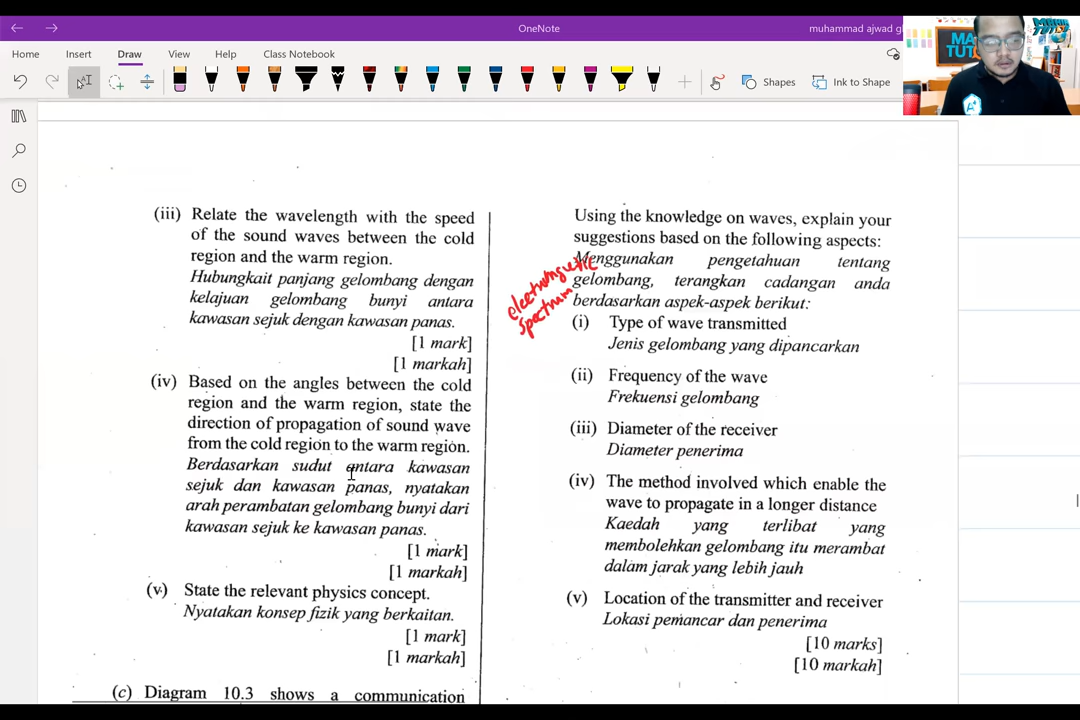 OneNote
muhammad ajwad
Home Insert Draw View Help Class Notebook
Shapes Ink to Shape
MA
TUT
(iii) Relate the wavelength with the speed
of the sound waves between the cold
region and the warm region.
Hubungkait panjang gelombang dengan
kelajuan gelombang bunyi antara
kawasan sejuk dengan kawasan panas.
[1 mark]
[1 markah]
(iv) Based on the angles between the cold
region and the warm region, state the
direction of propagation of sound wave
from the cold region to the warm region.
Berdasarkan sudut antara kawasan
sejuk dan kawasan panas, nyatakan
arah perambatan gelombang bunyi dari
kawasan sejuk ke kawasan panas.
[1 mark]
[1 markah]
(v) State the relevant physics concept.
Nyatakan konsep fizik yang berkaitan.
[1 mark]
[1 markah]
(c) Diagram 10.3 shows a communication
Using the knowledge on waves, explain your
suggestions based on the following aspects:
Menggunakan pengetahuan tentang
gelombang, terangkan cadangan anda
berdasarkan aspek-aspek berikut:
electromagnetic
spectrum
(i) Type of wave transmitted
Jenis gelombang yang dipancarkan
(ii) Frequency of the wave
Frekuensi gelombang
(iii) Diameter of the receiver
Diameter penerima
(iv) The method involved which enable the
wave to propagate in a longer distance
Kaedah yang terlibat yang
membolehkan gelombang itu merambat
dalam jarak yang lebih jauh
(v) Location of the transmitter and receiver
Lokasi pemancar dan penerima
[10 marks]
[10 markah]